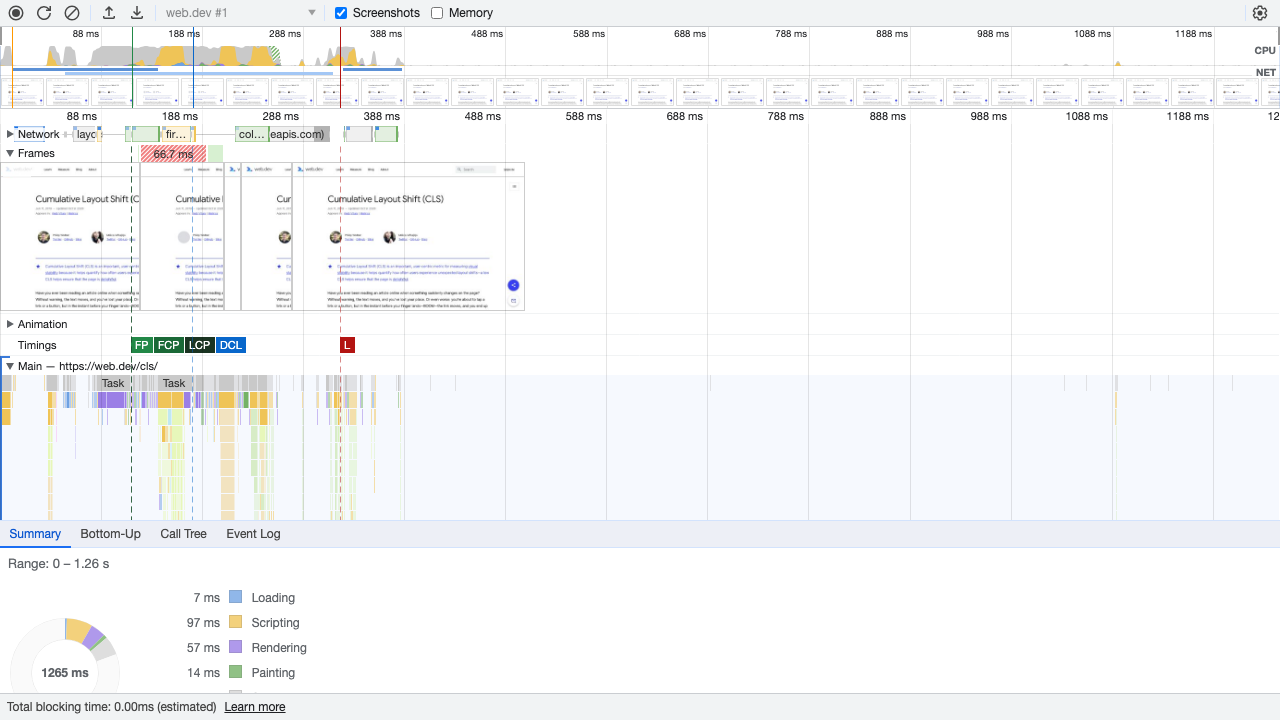 web.dev #1 Screenshots Memory
88 ms 188 ms 288 ms 388 ms 488 ms 588 ms 688 ms 788 ms 888 ms 988 ms 1088 ms 1188 ms
CPU
NET
88 ms 188 ms 288 ms 388 ms 488 ms 588 ms 688 ms 788 ms 888 ms 988 ms 1088 ms 1188 ms 12
Network layc fir… col… eapis.com)
Frames 66.7 ms
Cumulative Layout Shift (C Cumulative Cur Cumulative Layout Shift (CLS)
Animation
Timings FP FCP LCP DCL L
Main — https://web.dev/cls/
Task Task
Summary Bottom-Up Call Tree Event Log
Range: 0 – 1.26 s
7 ms Loading
97 ms Scripting
57 ms Rendering
1265 ms
14 ms Painting
Total blocking time: 0.00ms (estimated) Learn more